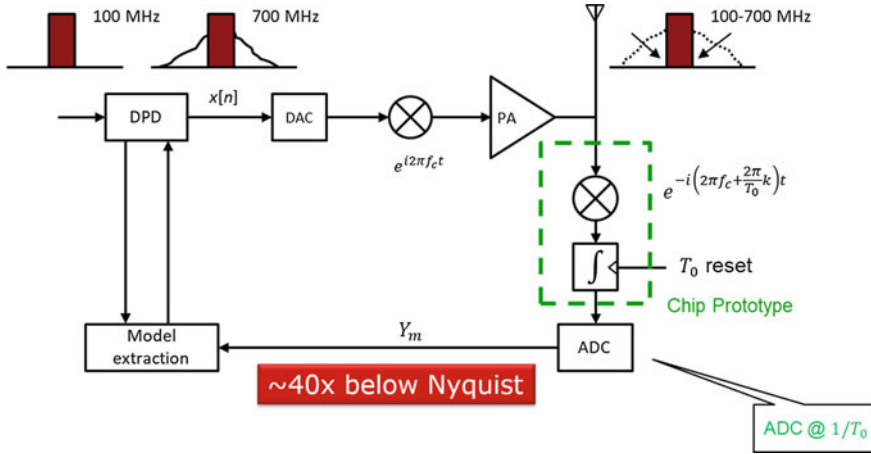 100 MHz
700 MHz
100-700 MHz
x[n]
DPD
DAC
PA
e^{i2πf_c t}
e^{-i(2πf_c+\frac{2π}{T_0}k)t}
∫
T_0 reset
Chip Prototype
Model
extraction
Y_m
ADC
~40x below Nyquist
ADC @ 1/T_0